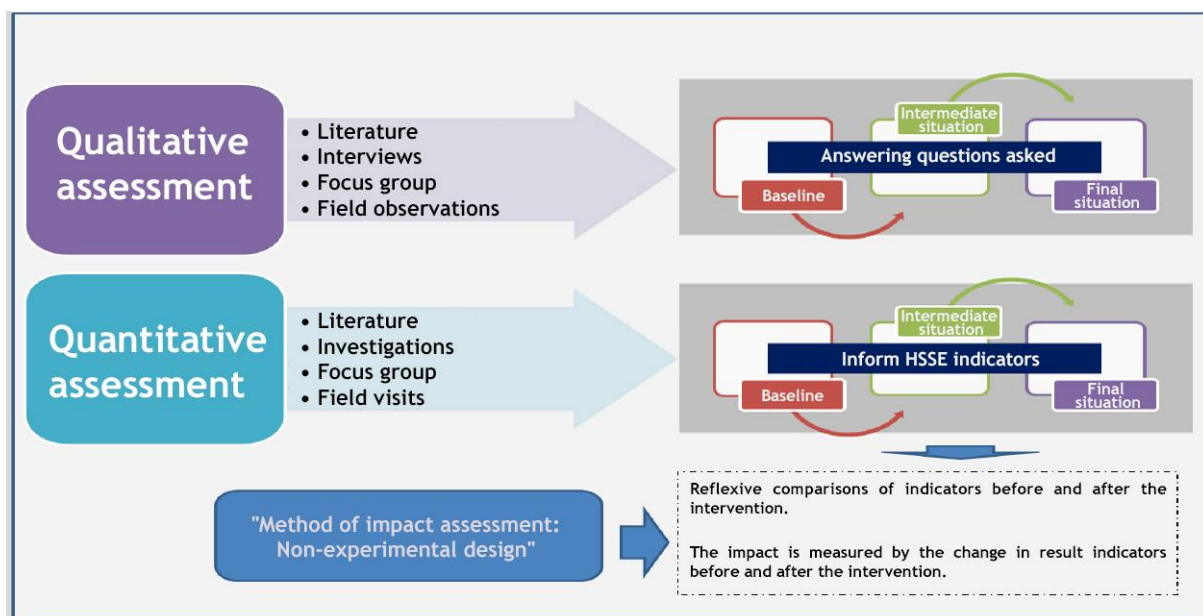 Qualitative
assessment
• Literature
• Interviews
• Focus group
• Field observations
Intermediate
situation
Answering questions asked
Baseline
Final
situation
Quantitative
assessment
• Literature
• Investigations
• Focus group
• Field visits
Intermediate
situation
Inform HSSE indicators
Baseline
Final
situation
"Method of impact assessment:
Non-experimental design"
Reflexive comparisons of indicators before and after the
intervention.
The impact is measured by the change in result indicators
before and after the intervention.